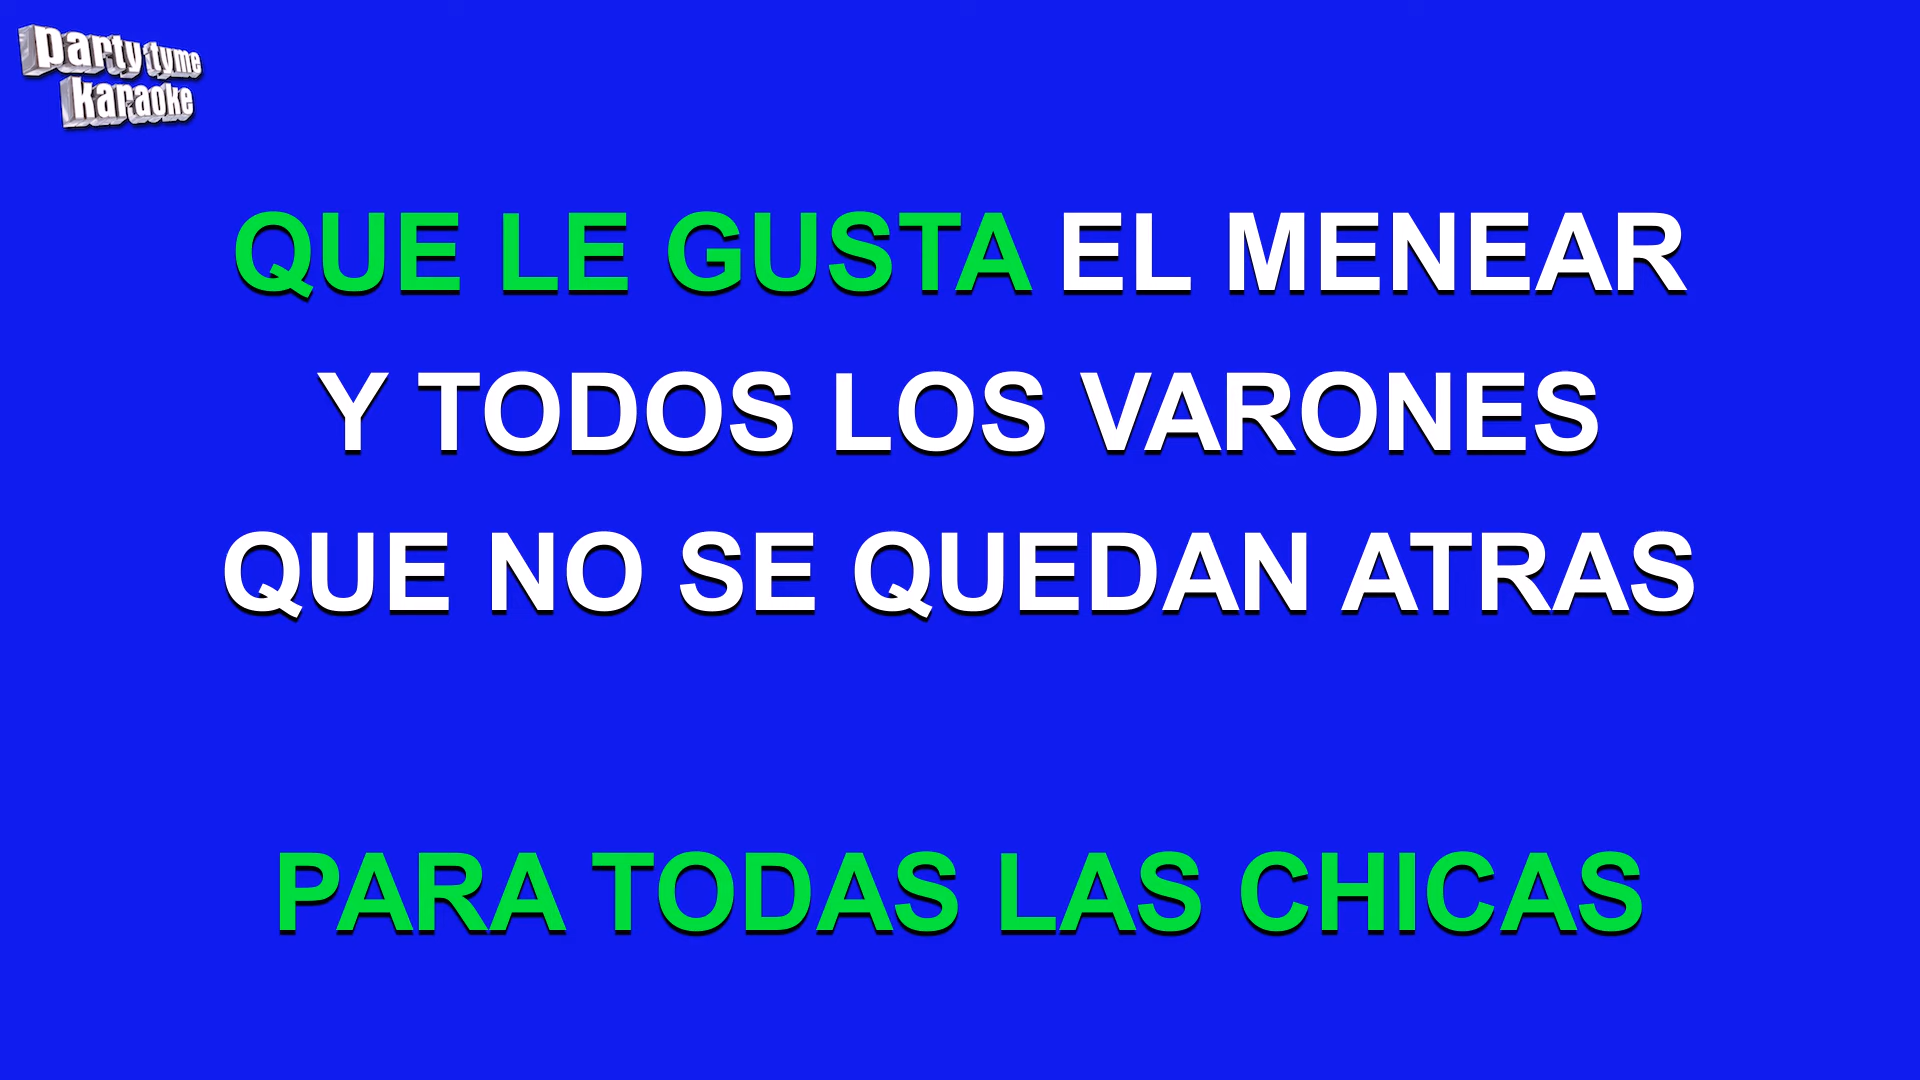 party tyme
karaoke
QUE LE GUSTA EL MENEAR
Y TODOS LOS VARONES
QUE NO SE QUEDAN ATRAS
PARA TODAS LAS CHICAS